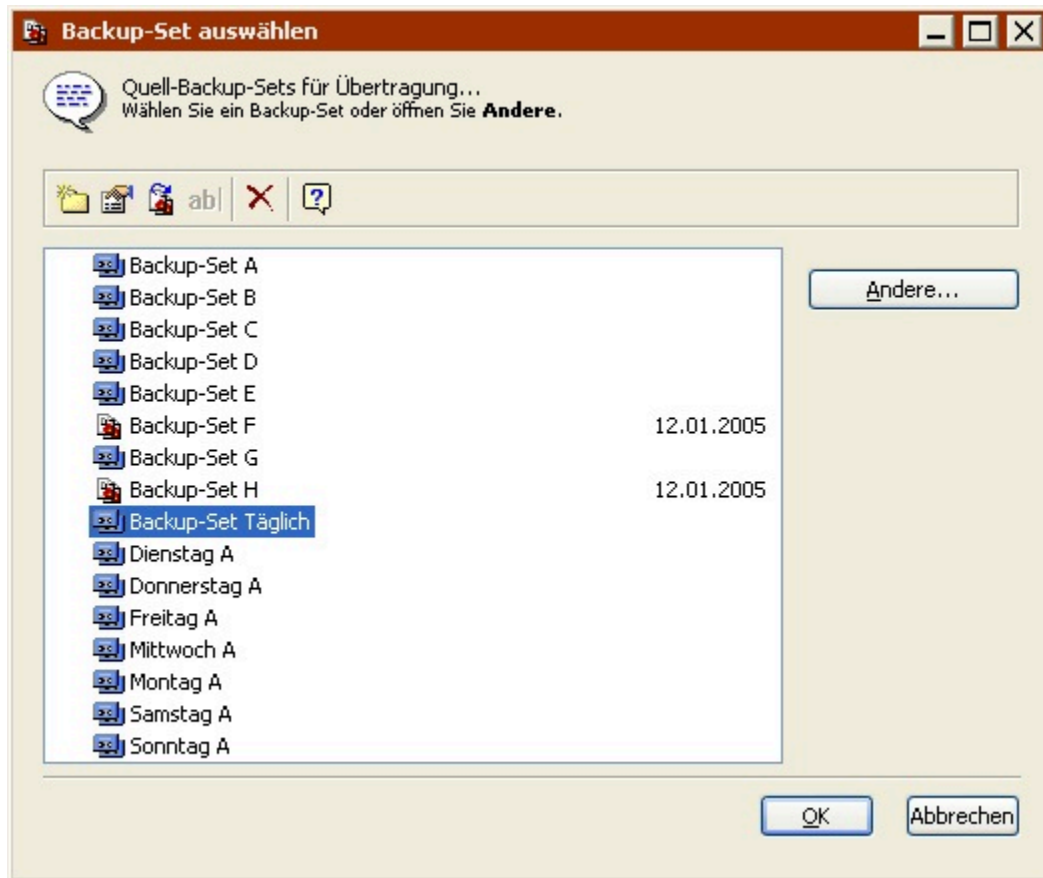 Backup-Set auswählen
Quell-Backup-Sets für Übertragung...
Wählen Sie ein Backup-Set oder öffnen Sie Andere.
ab|
Backup-Set A
Andere...
Backup-Set B
Backup-Set C
Backup-Set D
Backup-Set E
Backup-Set F 12.01.2005
Backup-Set G
Backup-Set H 12.01.2005
Backup-Set Täglich
Dienstag A
Donnerstag A
Freitag A
Mittwoch A
Montag A
Samstag A
Sonntag A
OK Abbrechen